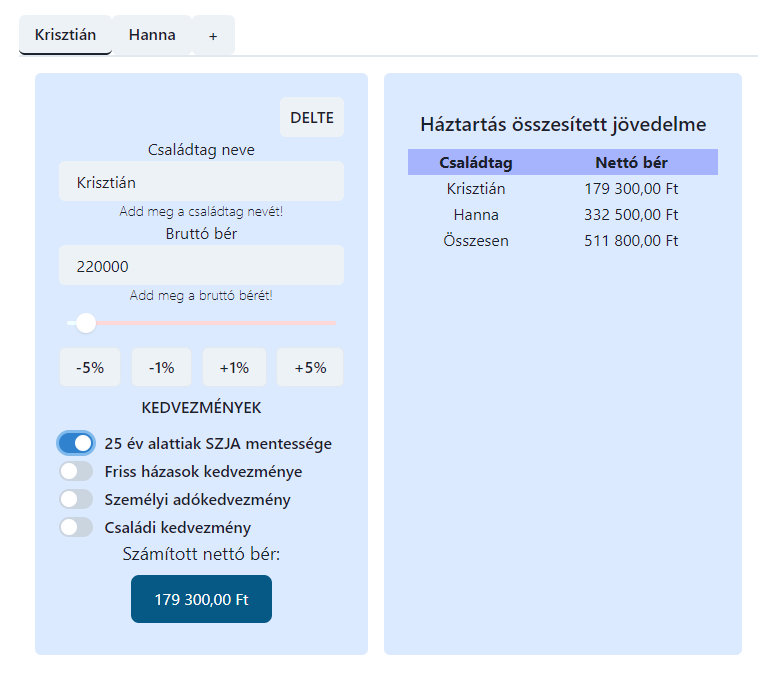 Krisztián Hanna +
DELTE
Családtag neve
Krisztián
Add meg a családtag nevét!
Bruttó bér
220000
Add meg a bruttó bérét!
-5% -1% +1% +5%
KEDVEZMÉNYEK
25 év alattiak SZJA mentessége
Friss házasok kedvezménye
Személyi adókedvezmény
Családi kedvezmény
Számított nettó bér:
179 300,00 Ft
Háztartás összesített jövedelme
Családtag Nettó bér
Krisztián 179 300,00 Ft
Hanna 332 500,00 Ft
Összesen 511 800,00 Ft